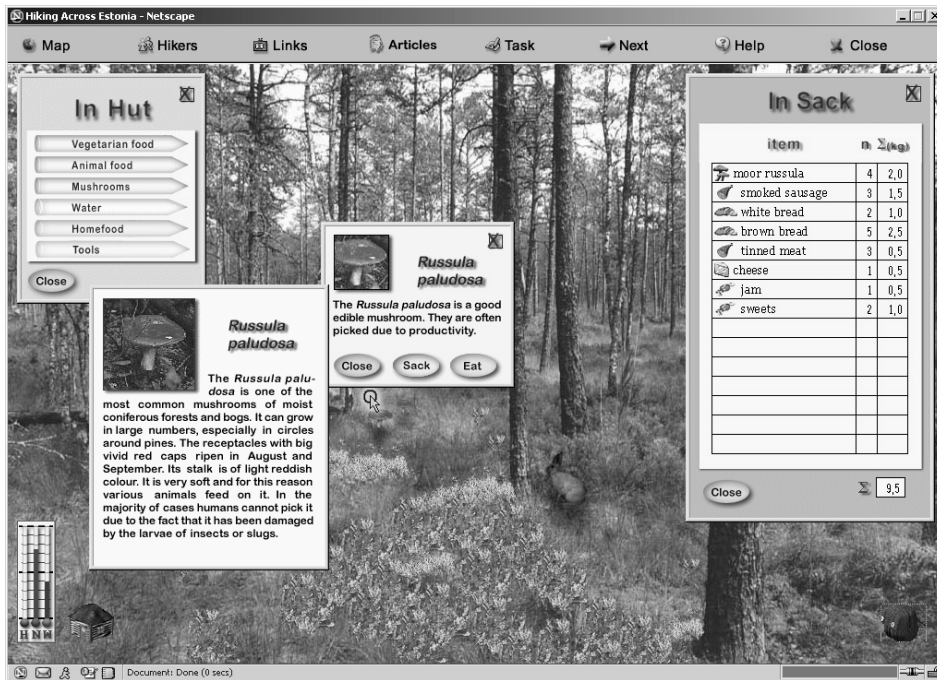 Hiking Across Estonia - Netscape
Map Hikers Links Articles Task Next Help Close
In Hut
Vegetarian food
Animal food
Mushrooms
Water
Homefood
Tools
Close
Russula
paludosa
The Russula palu-
dosa is one of the
most common mushrooms of moist
coniferous forests and bogs. It can grow
in large numbers, especially in circles
around pines. The receptacles with big
vivid red caps ripen in August and
September. Its stalk is of light reddish
colour. It is very soft and for this reason
various animals feed on it. In the
majority of cases humans cannot pick it
due to the fact that it has been damaged
by the larvae of insects or slugs.
Russula
paludosa
The Russula paludosa is a good
edible mushroom. They are often
picked due to productivity.
Close Sack Eat
In Sack
item n Σ(kg)
moor russula 4 2,0
smoked sausage 3 1,5
white bread 2 1,0
brown bread 5 2,5
tinned meat 3 0,5
cheese 1 0,5
jam 1 0,5
sweets 2 1,0
Close Σ 9,5
H N W
Document: Done (0 secs)